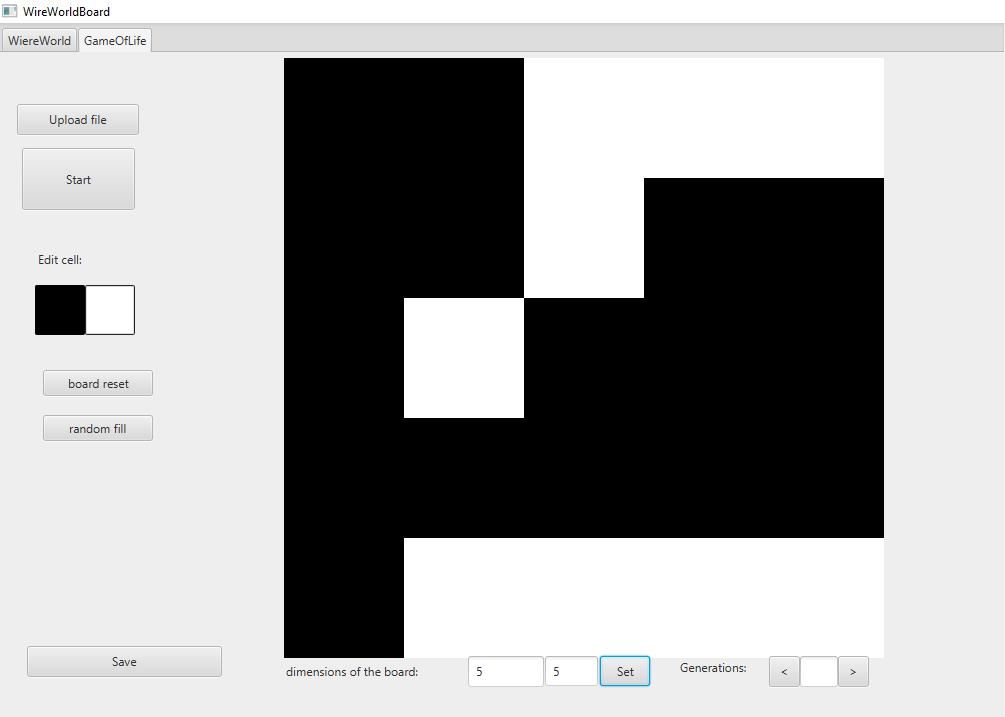 WireWorldBoard
WiereWorld GameOfLife
Upload file
Start
Edit cell:
board reset
random fill
Save
dimensions of the board: 5 5 Set Generations: < >